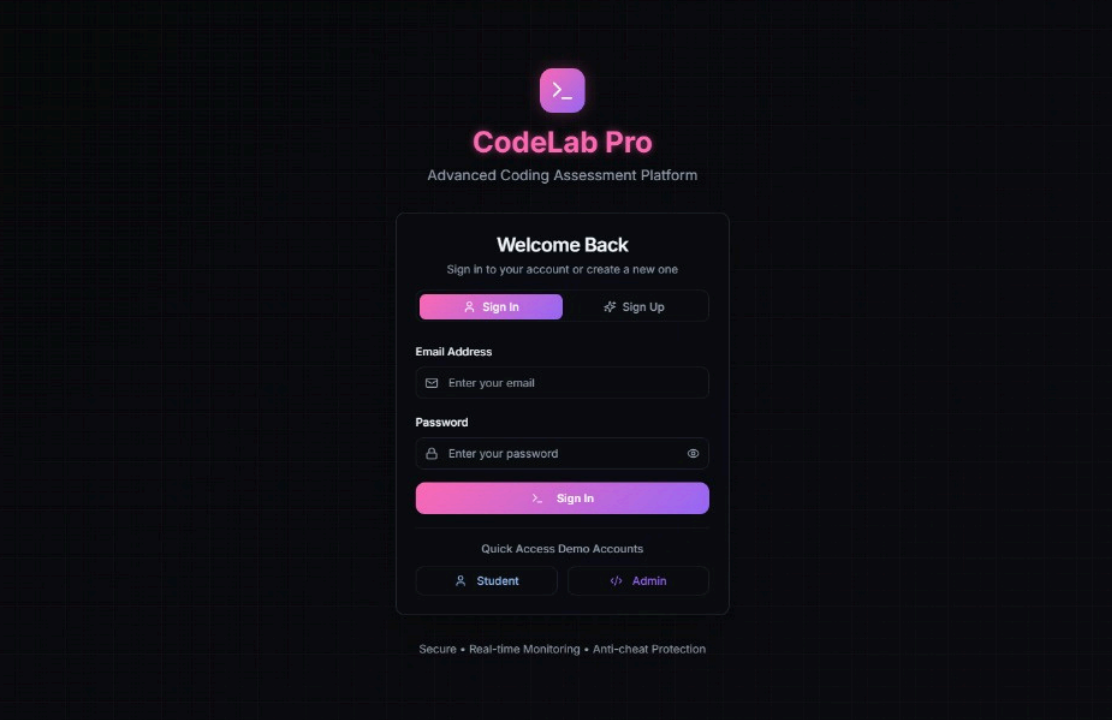 CodeLab Pro
Advanced Coding Assessment Platform
Welcome Back
Sign in to your account or create a new one
Sign In
Sign Up
Email Address
Enter your email
Password
Enter your password
Sign In
Quick Access Demo Accounts
Student
Admin
Secure • Real-time Monitoring • Anti-cheat Protection